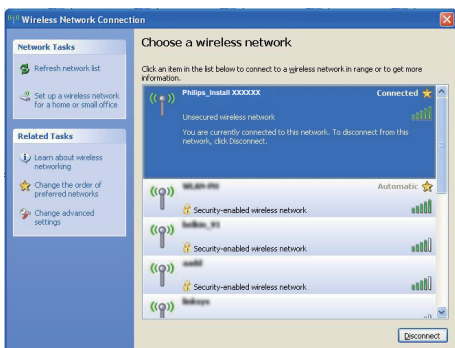 Wireless Network Connection
Network Tasks
Refresh network list
Set up a wireless network
for a home or small office
Related Tasks
Learn about wireless
networking
Change the order of
preferred networks
Change advanced
settings
Choose a wireless network
Click an item in the list below to connect to a wireless network in range or to get more
information.
Philips_Install XXXXXX
Connected
Unsecured wireless network
You are currently connected to this network. To disconnect from this
network, click Disconnect.
Automatic
Security-enabled wireless network
Security-enabled wireless network
Security-enabled wireless network
Disconnect